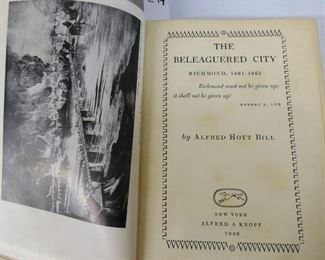 THE
BELEAGUERED CITY
RICHMOND, 1861-1865
Richmond must not be given up;
it shall not be given up!
ROBERT E. LEE
by ALFRED HOYT BILL
NEW YORK
ALFRED A KNOPF
1946